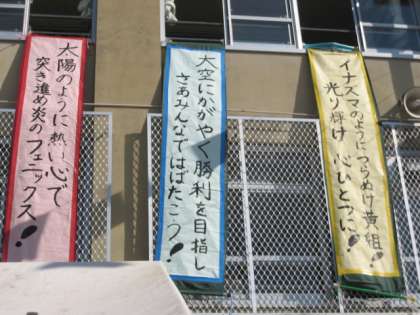 太陽のように熱い心で
突き進め炎のフェニックス!
大空にかがやく勝利を目指し
さあみんなではばたこう!
イナズマのようにつらぬけ黄組!
光り輝け 心ひとつに!